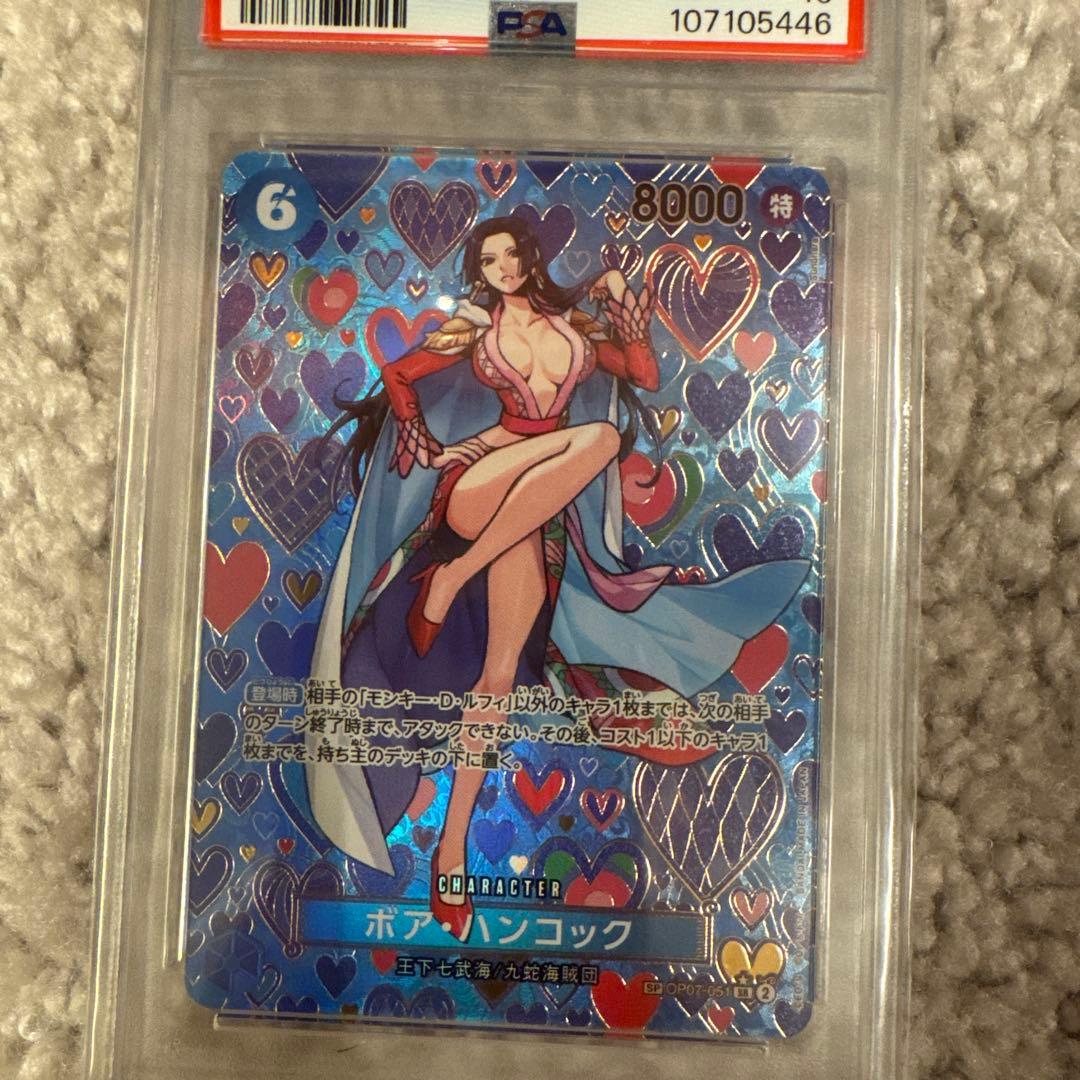 PSA
107105446
6
8000 特
登場時 相手の「モンキー・D・ルフィ」以外のキャラ1枚までは、次の相手
のターン終了時まで、アタックできない。その後、コスト1以下のキャラ1
枚までを、持ち主のデッキの下に置く。
CHARACTER
ボア・ハンコック
王下七武海/九蛇海賊団
SP OP07-051 SR 2